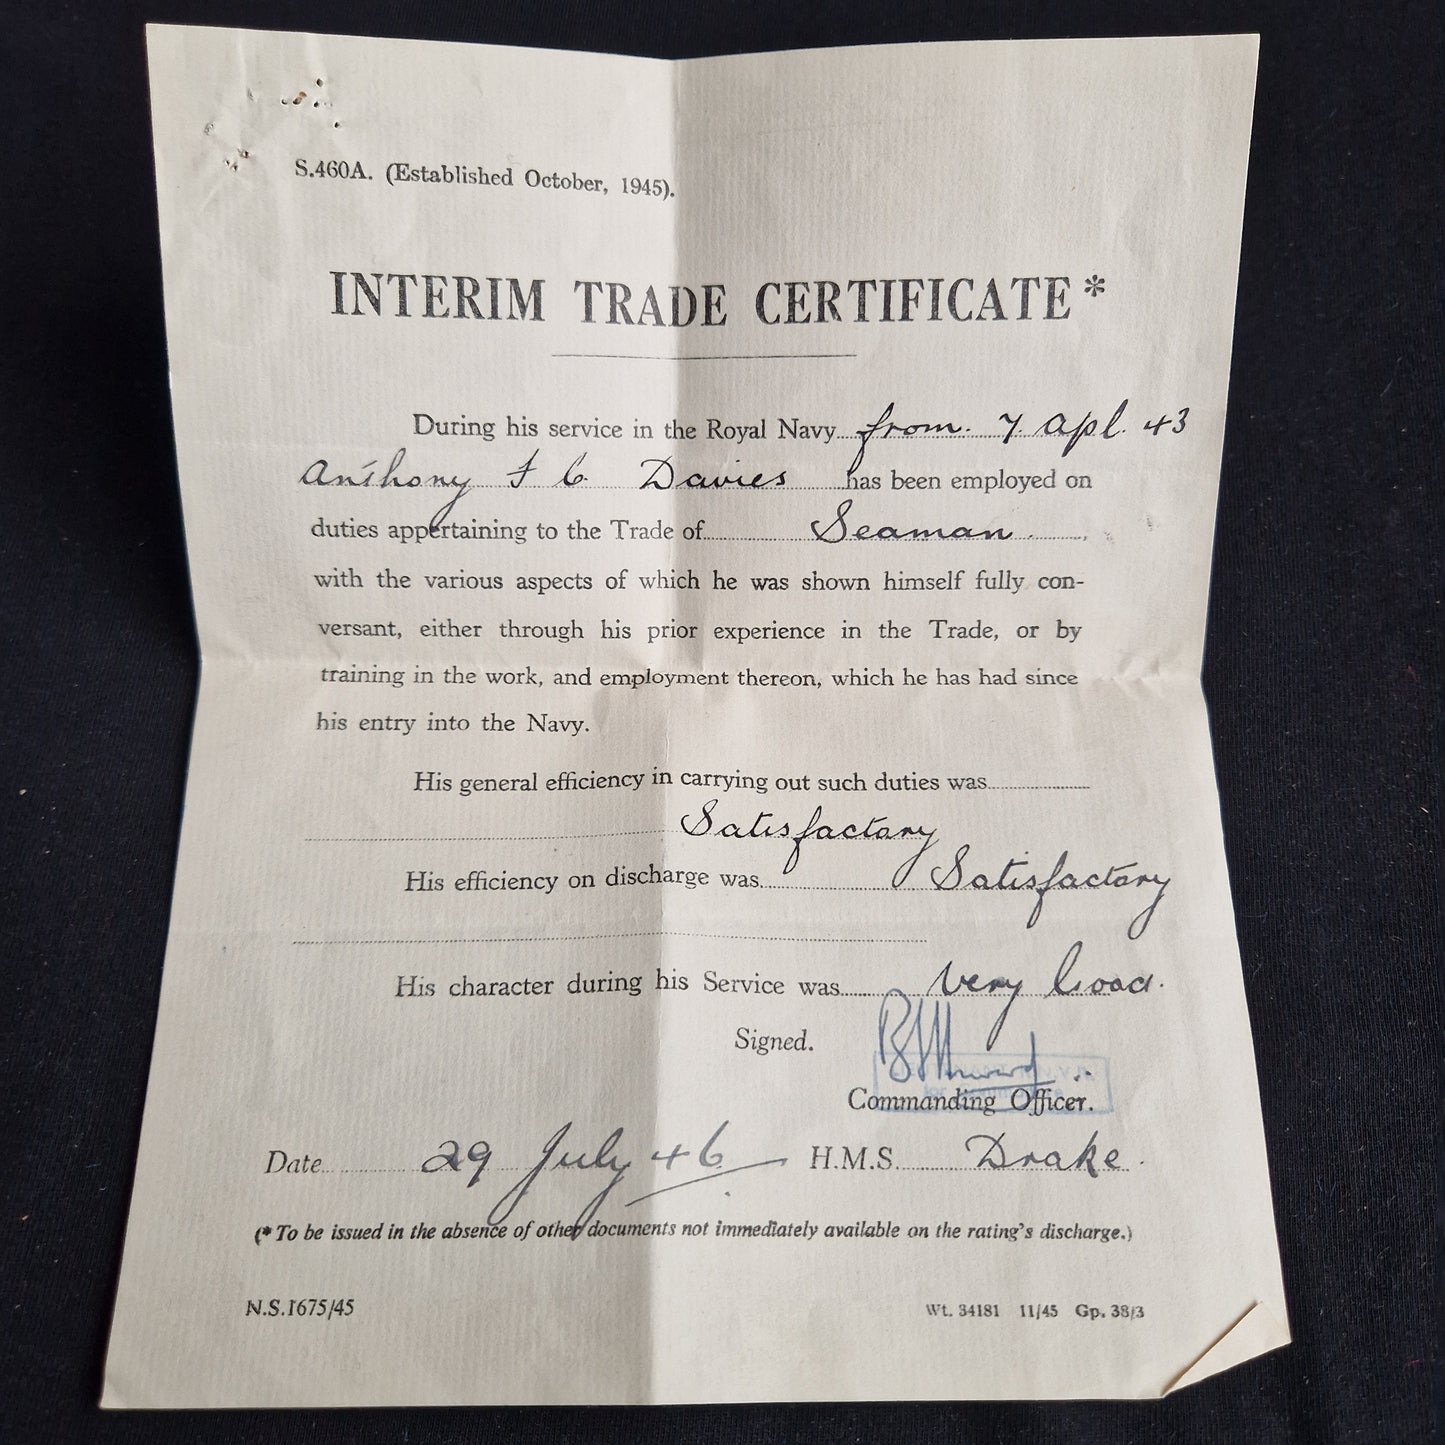 S.460A. (Established October, 1945).
INTERIM TRADE CERTIFICATE*
During his service in the Royal Navy from 7 Apl. 43
Anthony F C Davies has been employed on
duties appertaining to the Trade of Seaman.,
with the various aspects of which he was shown himself fully con-
versant, either through his prior experience in the Trade, or by
training in the work, and employment thereon, which he has had since
his entry into the Navy.
His general efficiency in carrying out such duties was
Satisfactory
His efficiency on discharge was Satisfactory
His character during his Service was Very Good.
Signed.
Commanding Officer.
Date 29 July 46 H.M.S. Drake.
(* To be issued in the absence of other documents not immediately available on the rating's discharge.)
N.S.1675/45
Wt. 34181 11/45 Gp. 38/3